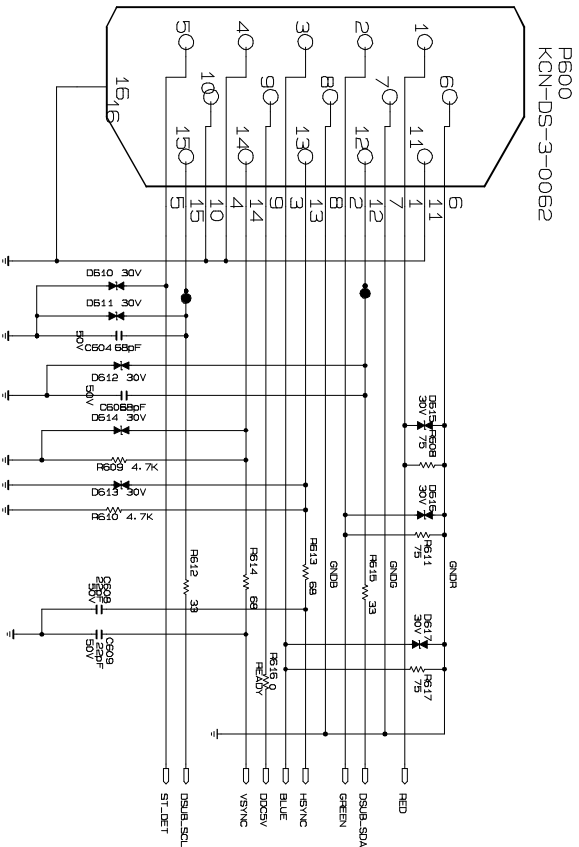 P600
KCN-DS-3-0062
5
4
3
2
1
10
9
8
7
6
16
16
15
14
13
12
11
5
15
10
4
14
9
3
13
8
2
12
7
1
11
6
D610 30V
D611 30V
C604 68pF
50V
D612 30V
50V
D614 30V
R609 4.7K
D613 30V
R610 4.7K
D615
30V
R608
75
D616
30V
R611
75
GNDR
GNDG
GNDB
R612
33
R614
68
R613
68
R615
33
C608
22pF
50V
C609
22pF
50V
R616 0
READY
D617
30V
R617
75
ST_DET
DSUB_SCL
VSYNC
DDC5V
BLUE
HSYNC
GREEN
DSUB_SDA
RED